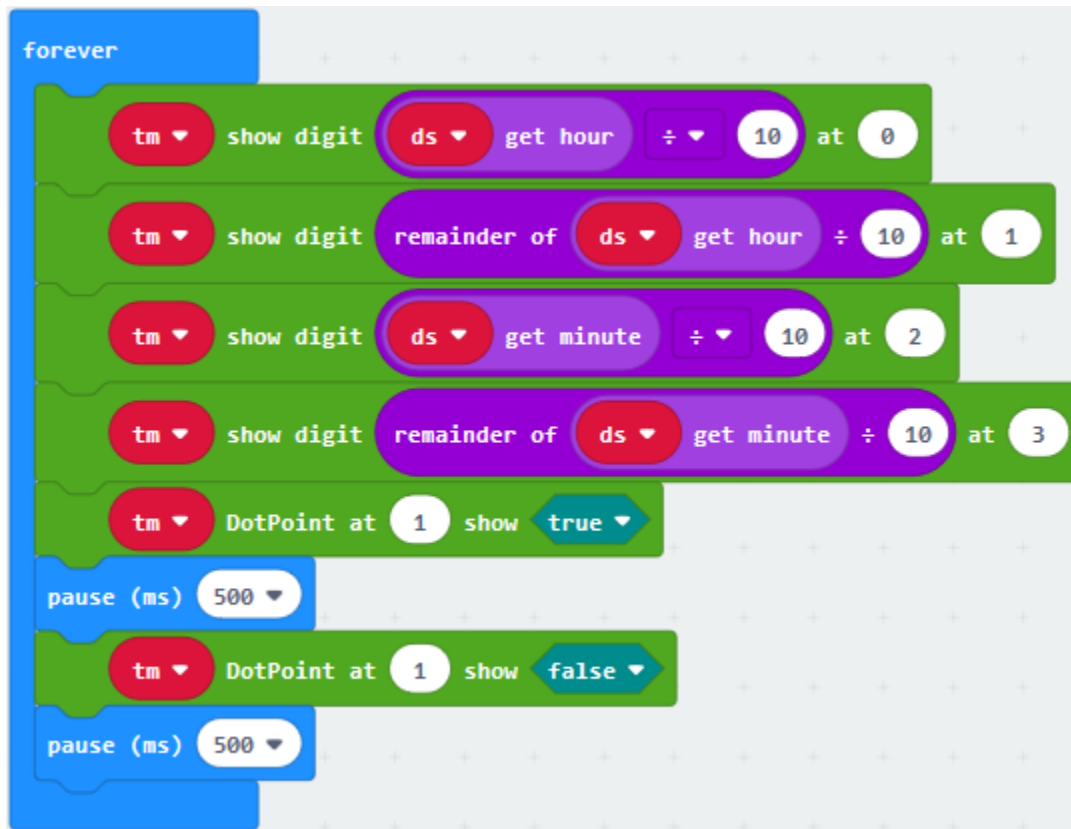 forever
tm show digit ds get hour ÷ 10 at 0
tm show digit remainder of ds get hour ÷ 10 at 1
tm show digit ds get minute ÷ 10 at 2
tm show digit remainder of ds get minute ÷ 10 at 3
tm DotPoint at 1 show true
pause (ms) 500
tm DotPoint at 1 show false
pause (ms) 500